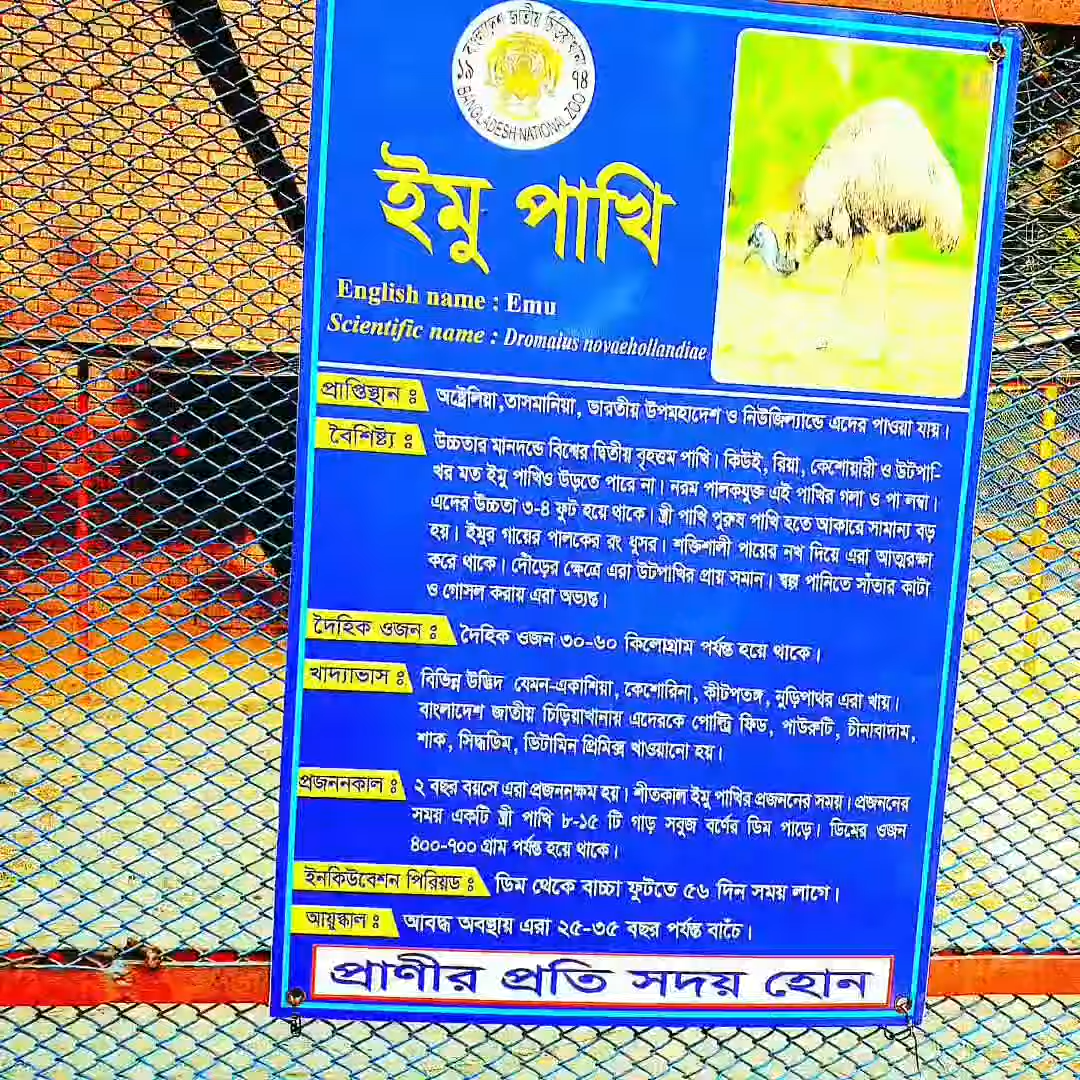 বাংলাদেশ জাতীয় চিড়িয়াখানা
১৯৭৪
BANGLADESH NATIONAL ZOO
ইমু পাখি
English name : Emu
Scientific name : Dromaius novaehollandiae
প্রাপ্তিস্থান ঃ অষ্ট্রেলিয়া,তাসমানিয়া, ভারতীয় উপমহাদেশ ও নিউজিল্যান্ডে এদের পাওয়া যায়।
বৈশিষ্ট্য ঃ উচ্চতার মানদন্ডে বিশ্বের দ্বিতীয় বৃহত্তম পাখি। কিউই, রিয়া, কেশোয়ারী ও উটপা-
খির মত ইমু পাখিও উড়তে পারে না। নরম পালকযুক্ত এই পাখির গলা ও পা লম্বা।
এদের উচ্চতা ৩-৪ ফুট হয়ে থাকে। স্ত্রী পাখি পুরুষ পাখি হতে আকারে সামান্য বড়
হয়। ইমুর গায়ের পালকের রং ধুসর। শক্তিশালী পায়ের নখ দিয়ে এরা আত্মরক্ষা
করে থাকে। দৌড়ের ক্ষেত্রে এরা উটপাখির প্রায় সমান। স্বল্প পানিতে সাঁতার কাটা
ও গোসল করায় এরা অভ্যস্ত।
দৈহিক ওজন ঃ দৈহিক ওজন ৩০-৬০ কিলোগ্রাম পর্যন্ত হয়ে থাকে।
খাদ্যাভাস ঃ বিভিন্ন উদ্ভিদ যেমন-একাশিয়া, কেশোরিনা, কীটপতঙ্গ, নুড়িপাথর এরা খায়।
বাংলাদেশ জাতীয় চিড়িয়াখানায় এদেরকে পোল্ট্রি ফিড, পাউরুটি, চীনাবাদাম,
শাক, সিদ্ধডিম, ভিটামিন প্রিমিক্স খাওয়ানো হয়।
প্রজননকাল ঃ ২ বছর বয়সে এরা প্রজননক্ষম হয়। শীতকাল ইমু পাখির প্রজননের সময়। প্রজননের
সময় একটি স্ত্রী পাখি ৮-১৫ টি গাড় সবুজ বর্ণের ডিম পাড়ে। ডিমের ওজন
৪০০-৭০০ গ্রাম পর্যন্ত হয়ে থাকে।
ইনকিউবেশন পিরিয়ড ঃ ডিম থেকে বাচ্চা ফুটতে ৫৬ দিন সময় লাগে।
আয়ুষ্কাল ঃ আবদ্ধ অবস্থায় এরা ২৫-৩৫ বছর পর্যন্ত বাচেঁ।
প্রাণীর প্রতি সদয় হোন